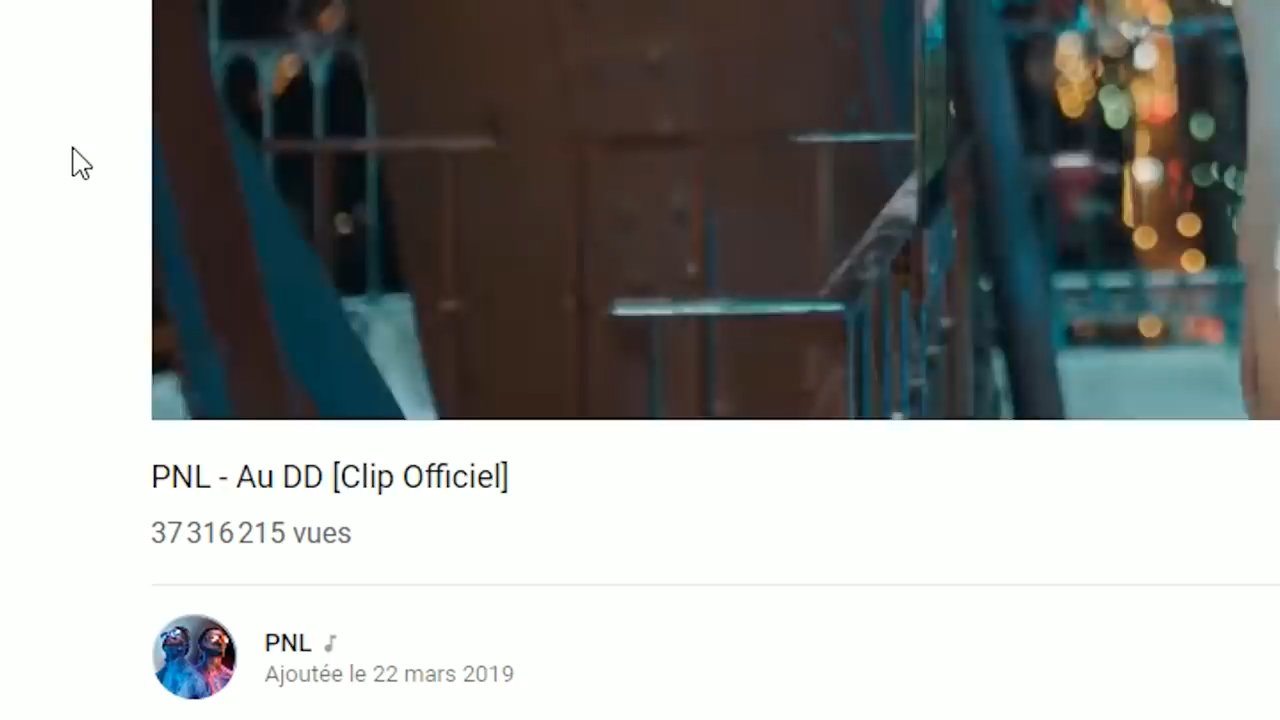 PNL - Au DD [Clip Officiel]
37 316 215 vues
PNL
Ajoutée le 22 mars 2019